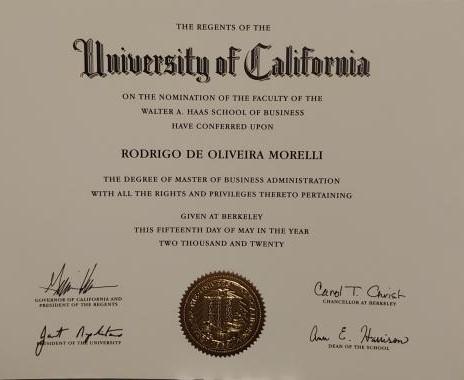 THE REGENTS OF THE
University of California
ON THE NOMINATION OF THE FACULTY OF THE
WALTER A. HAAS SCHOOL OF BUSINESS
HAVE CONFERRED UPON
RODRIGO DE OLIVEIRA MORELLI
THE DEGREE OF MASTER OF BUSINESS ADMINISTRATION
WITH ALL THE RIGHTS AND PRIVILEGES THERETO PERTAINING
GIVEN AT BERKELEY
THIS FIFTEENTH DAY OF MAY IN THE YEAR
TWO THOUSAND AND TWENTY
GOVERNOR OF CALIFORNIA AND
PRESIDENT OF THE REGENTS
Carol T. Christ
CHANCELLOR AT BERKELEY
PRESIDENT OF THE UNIVERSITY
Ann E. Harrison
DEAN OF THE SCHOOL